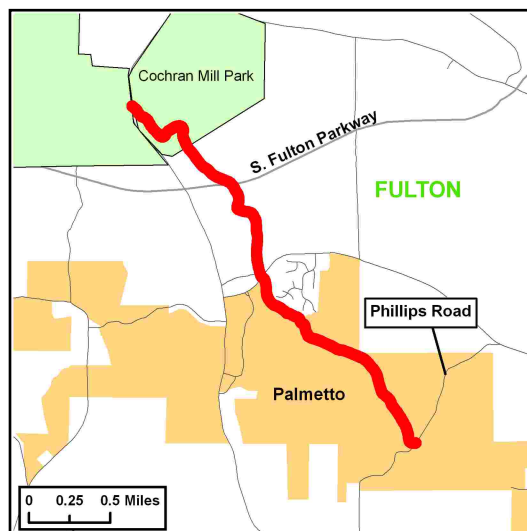 Cochran Mill Park
S. Fulton Parkway
FULTON
Phillips Road
Palmetto
0 0.25 0.5 Miles